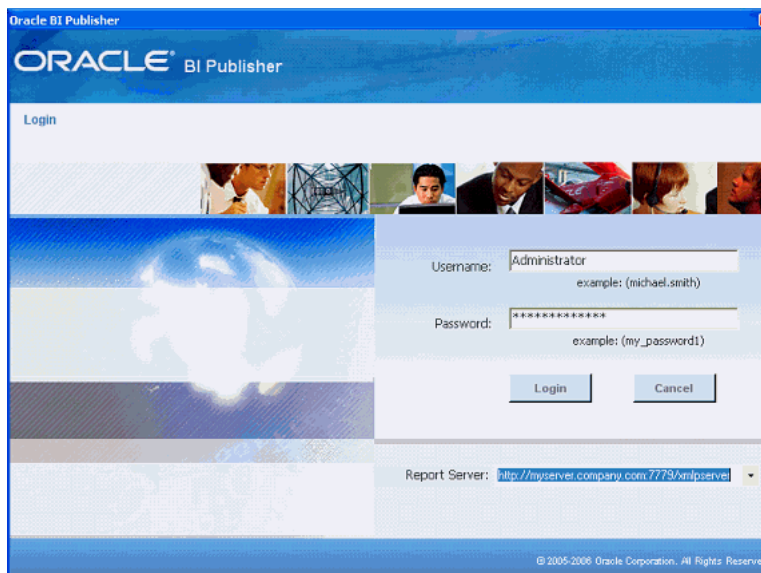 Oracle BI Publisher
ORACLE® BI Publisher
Login
Username: Administrator
example: (michael.smith)
Password: *************
example: (my_password1)
Login Cancel
Report Server: http://myserver.company.com:7779/xmlpserver
© 2005-2006 Oracle Corporation. All Rights Reserve